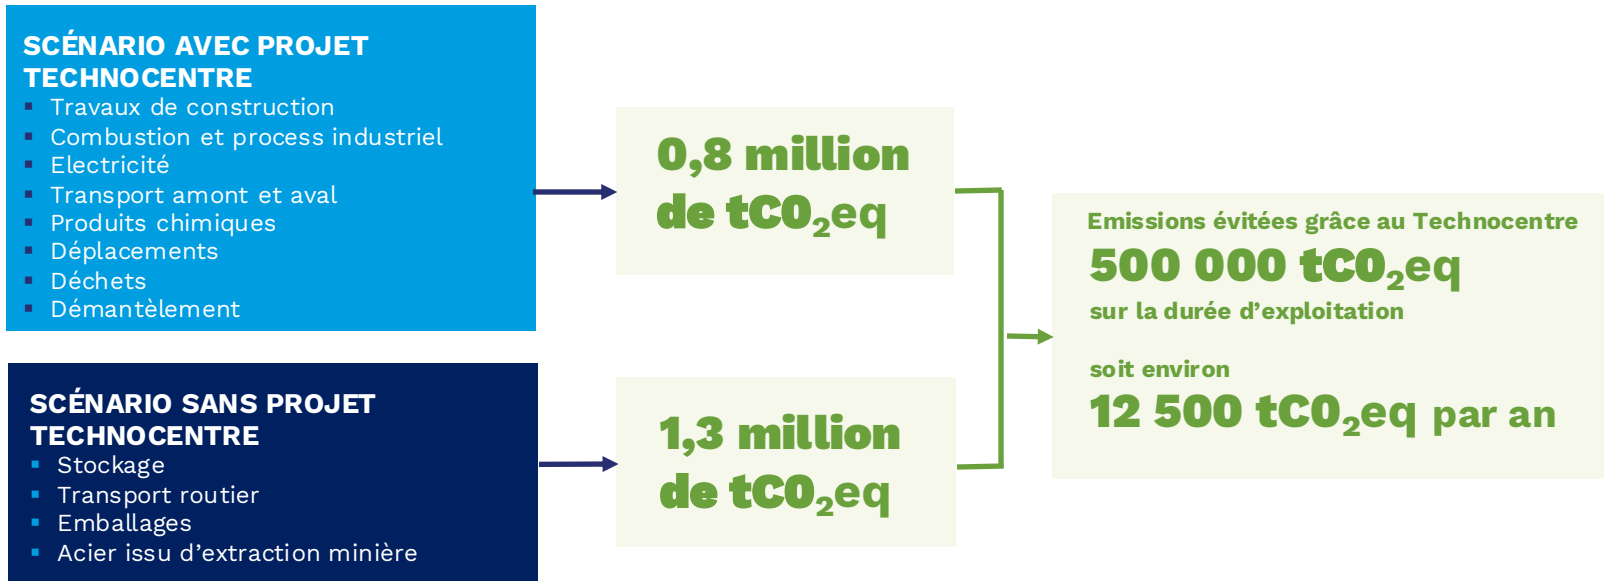 SCÉNARIO AVEC PROJET
TECHNOCENTRE
▪ Travaux de construction
▪ Combustion et process industriel
▪ Electricité
▪ Transport amont et aval
▪ Produits chimiques
▪ Déplacements
▪ Déchets
▪ Démantèlement
0,8 million
de tCO₂eq
SCÉNARIO SANS PROJET
TECHNOCENTRE
▪ Stockage
▪ Transport routier
▪ Emballages
▪ Acier issu d’extraction minière
1,3 million
de tCO₂eq
Emissions évitées grâce au Technocentre
500 000 tCO₂eq
sur la durée d’exploitation
soit environ
12 500 tCO₂eq par an